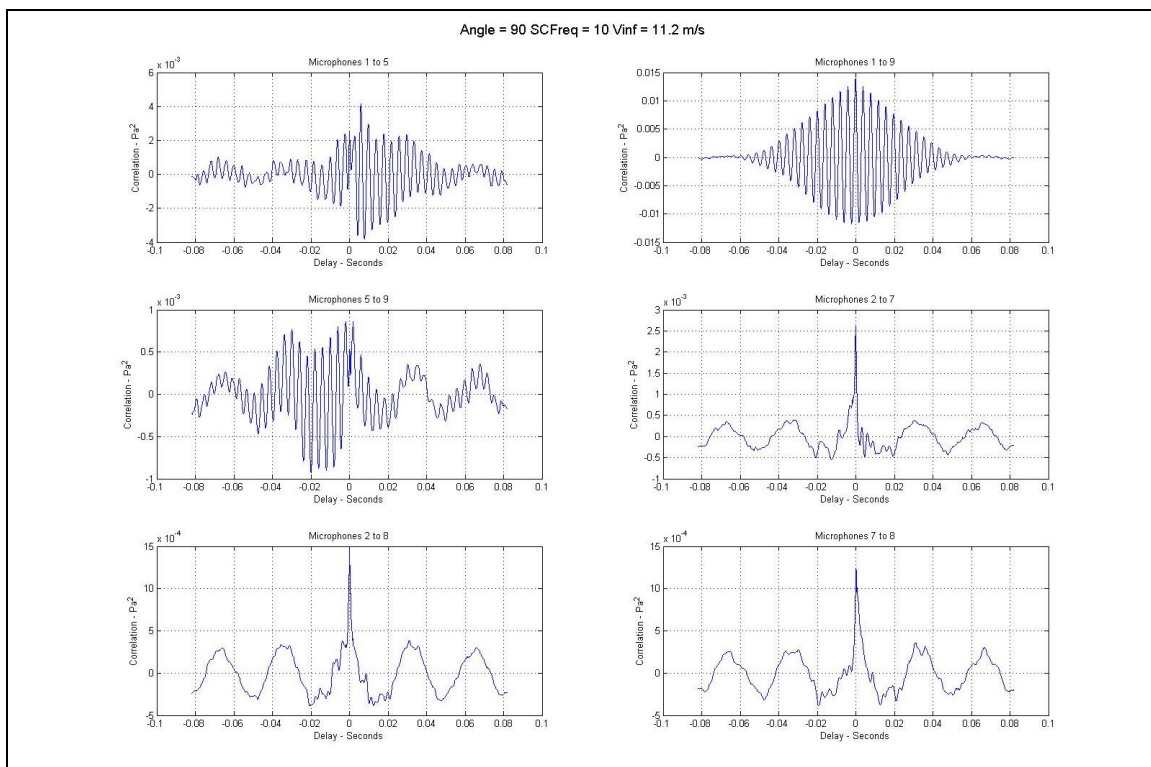 Angle = 90 SCFreq = 10 Vinf = 11.2 m/s
Microphones 1 to 5
x 10^-3
6
4
2
0
-2
-4
Correlation - Pa²
-0.1 -0.08 -0.06 -0.04 -0.02 0 0.02 0.04 0.06 0.08 0.1
Delay - Seconds
Microphones 1 to 9
0.015
0.01
0.005
0
-0.005
-0.01
-0.015
Correlation - Pa²
-0.1 -0.08 -0.06 -0.04 -0.02 0 0.02 0.04 0.06 0.08 0.1
Delay - Seconds
Microphones 5 to 9
x 10^-3
1
0.5
0
-0.5
-1
Correlation - Pa²
-0.1 -0.08 -0.06 -0.04 -0.02 0 0.02 0.04 0.06 0.08 0.1
Delay - Seconds
Microphones 2 to 7
x 10^-3
3
2.5
2
1.5
1
0.5
0
-0.5
-1
Correlation - Pa²
-0.1 -0.08 -0.06 -0.04 -0.02 0 0.02 0.04 0.06 0.08 0.1
Delay - Seconds
Microphones 2 to 8
x 10^-4
15
10
5
0
-5
Correlation - Pa²
-0.1 -0.08 -0.06 -0.04 -0.02 0 0.02 0.04 0.06 0.08 0.1
Delay - Seconds
Microphones 7 to 8
x 10^-4
15
10
5
0
-5
Correlation - Pa²
-0.1 -0.08 -0.06 -0.04 -0.02 0 0.02 0.04 0.06 0.08 0.1
Delay - Seconds